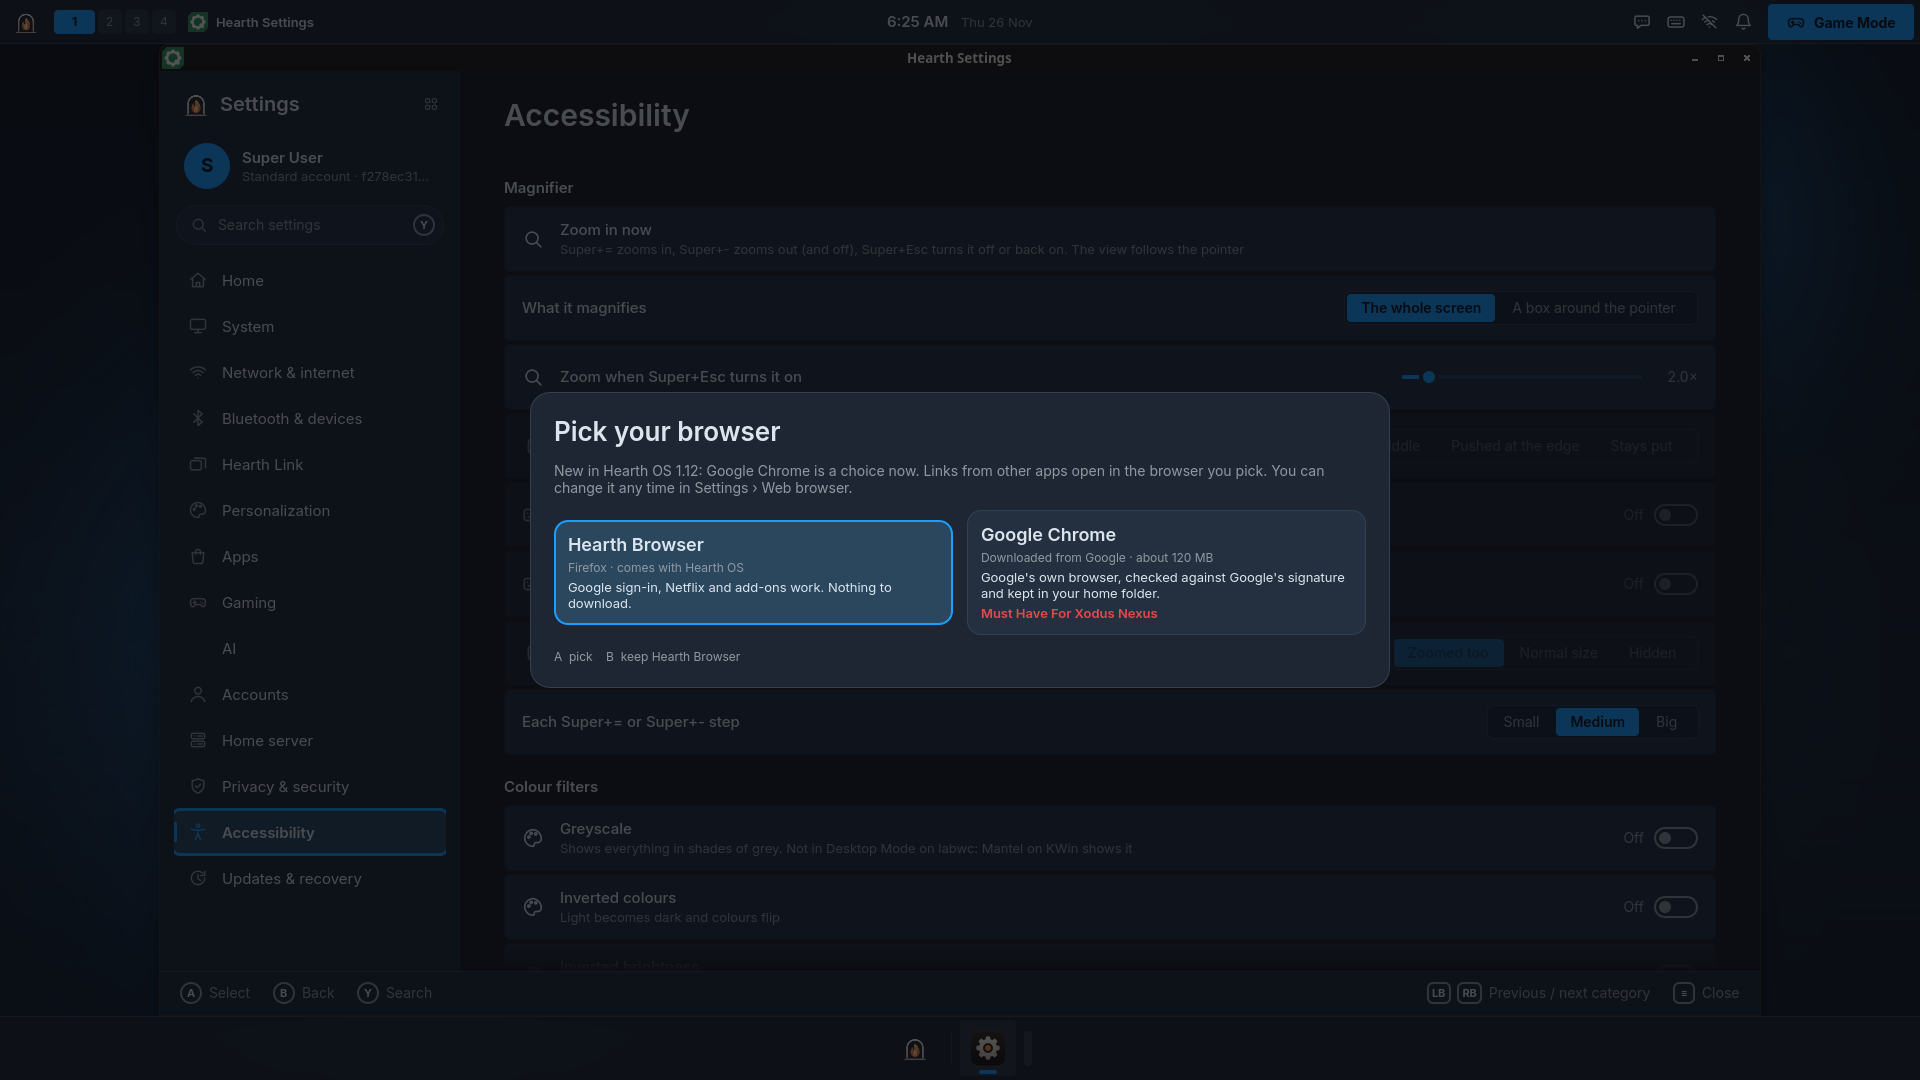 1 2 3 4 Hearth Settings
6:25 AM Thu 26 Nov
Game Mode
Hearth Settings
Settings
S
Super User
Standard account · f278ec31...
Search settings Y
Home
System
Network & internet
Bluetooth & devices
Hearth Link
Personalization
Apps
Gaming
AI
Accounts
Home server
Privacy & security
Accessibility
Updates & recovery
Accessibility
Magnifier
Zoom in now
Super+= zooms in, Super+- zooms out (and off), Super+Esc turns it off or back on. The view follows the pointer
What it magnifies
The whole screen A box around the pointer
Zoom when Super+Esc turns it on
2.0×
Pushed at the edge Stays put
Off
Off
Zoomed too Normal size Hidden
Pick your browser
New in Hearth OS 1.12: Google Chrome is a choice now. Links from other apps open in the browser you pick. You can
change it any time in Settings › Web browser.
Hearth Browser
Firefox · comes with Hearth OS
Google sign-in, Netflix and add-ons work. Nothing to
download.
Google Chrome
Downloaded from Google · about 120 MB
Google's own browser, checked against Google's signature
and kept in your home folder.
Must Have For Xodus Nexus
A pick B keep Hearth Browser
Each Super+= or Super+- step
Small Medium Big
Colour filters
Greyscale
Shows everything in shades of grey. Not in Desktop Mode on labwc: Mantel on KWin shows it
Off
Inverted colours
Light becomes dark and colours flip
Off
Inverted brightness
A Select B Back Y Search
LB RB Previous / next category ≡ Close